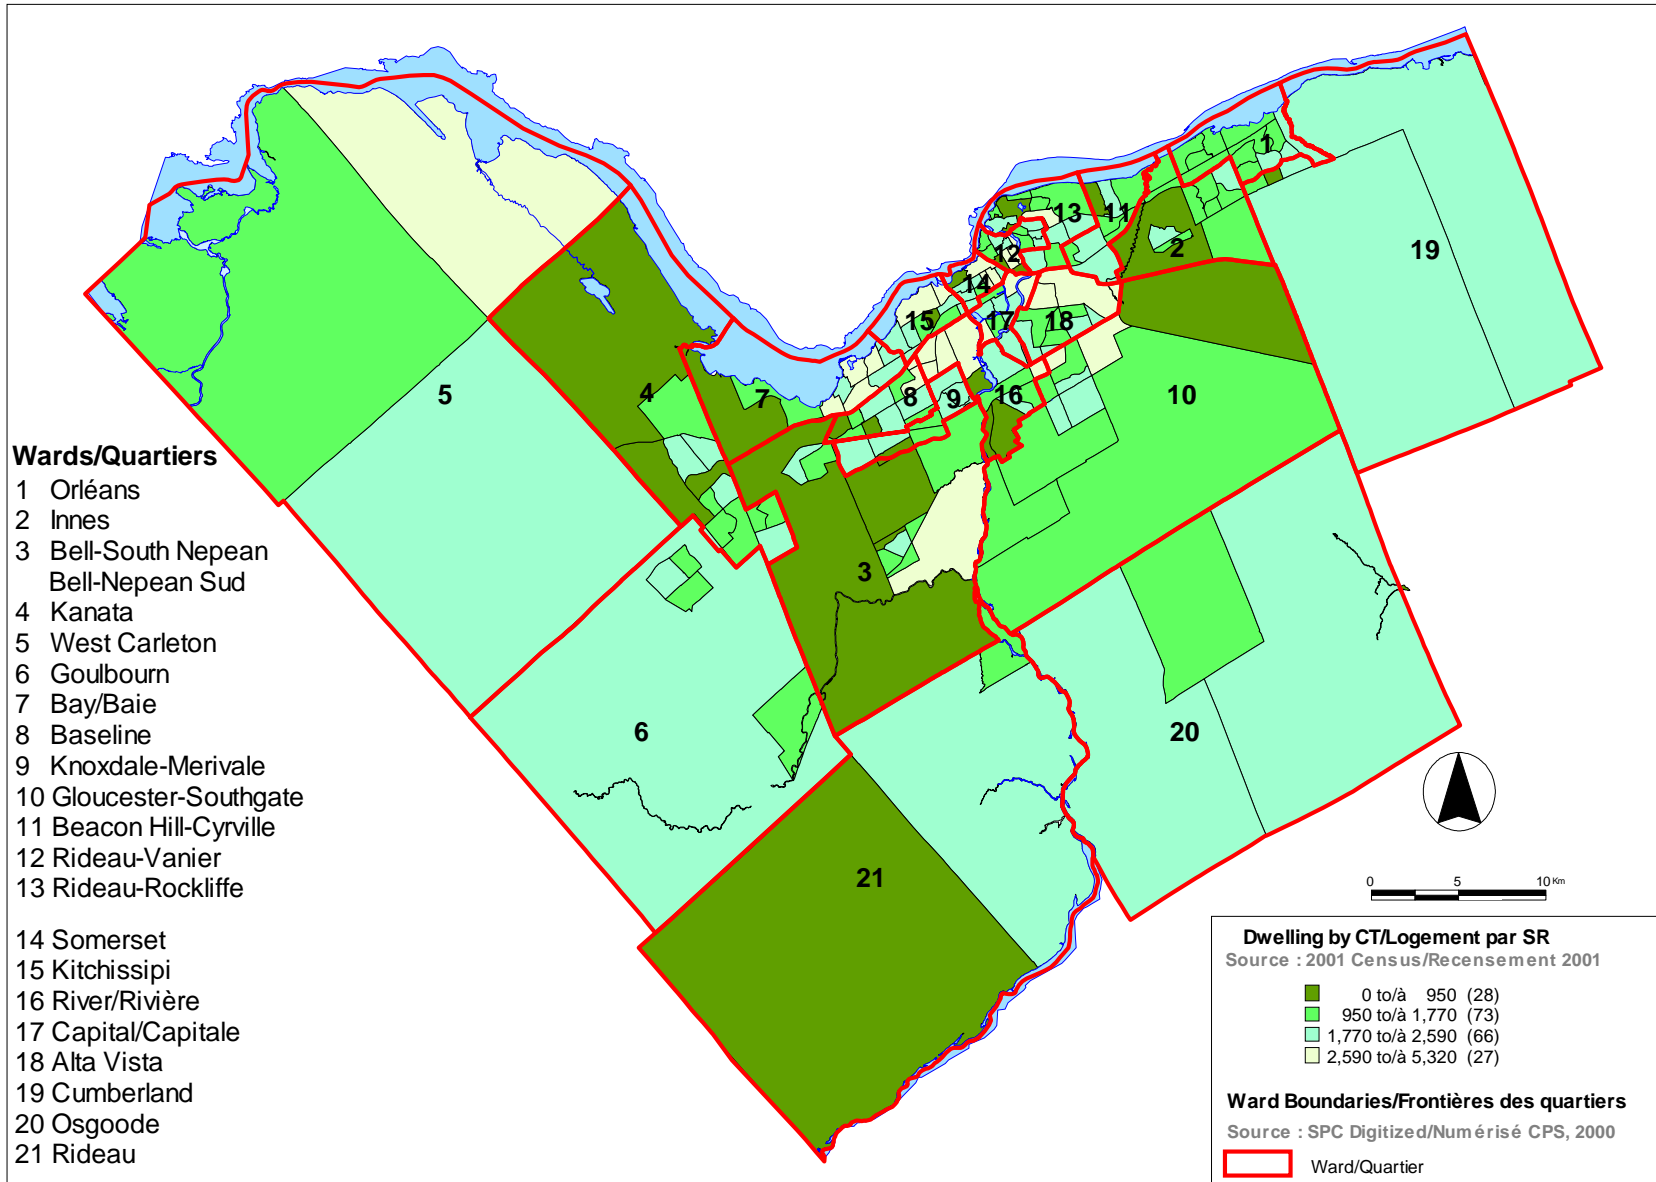 Wards/Quartiers
1 Orléans
2 Innes
3 Bell-South Nepean
Bell-Nepean Sud
4 Kanata
5 West Carleton
6 Goulbourn
7 Bay/Baie
8 Baseline
9 Knoxdale-Merivale
10 Gloucester-Southgate
11 Beacon Hill-Cyrville
12 Rideau-Vanier
13 Rideau-Rockliffe
14 Somerset
15 Kitchissipi
16 River/Rivière
17 Capital/Capitale
18 Alta Vista
19 Cumberland
20 Osgoode
21 Rideau
1
13
11
2
19
12
14
15
17
18
5
4
7
8
9
16
10
3
6
20
21
0 5 10 Km
Dwelling by CT/Logement par SR
Source : 2001 Census/Recensement 2001
0 to/à 950 (28)
950 to/à 1,770 (73)
1,770 to/à 2,590 (66)
2,590 to/à 5,320 (27)
Ward Boundaries/Frontières des quartiers
Source : SPC Digitized/Numérisé CPS, 2000
Ward/Quartier